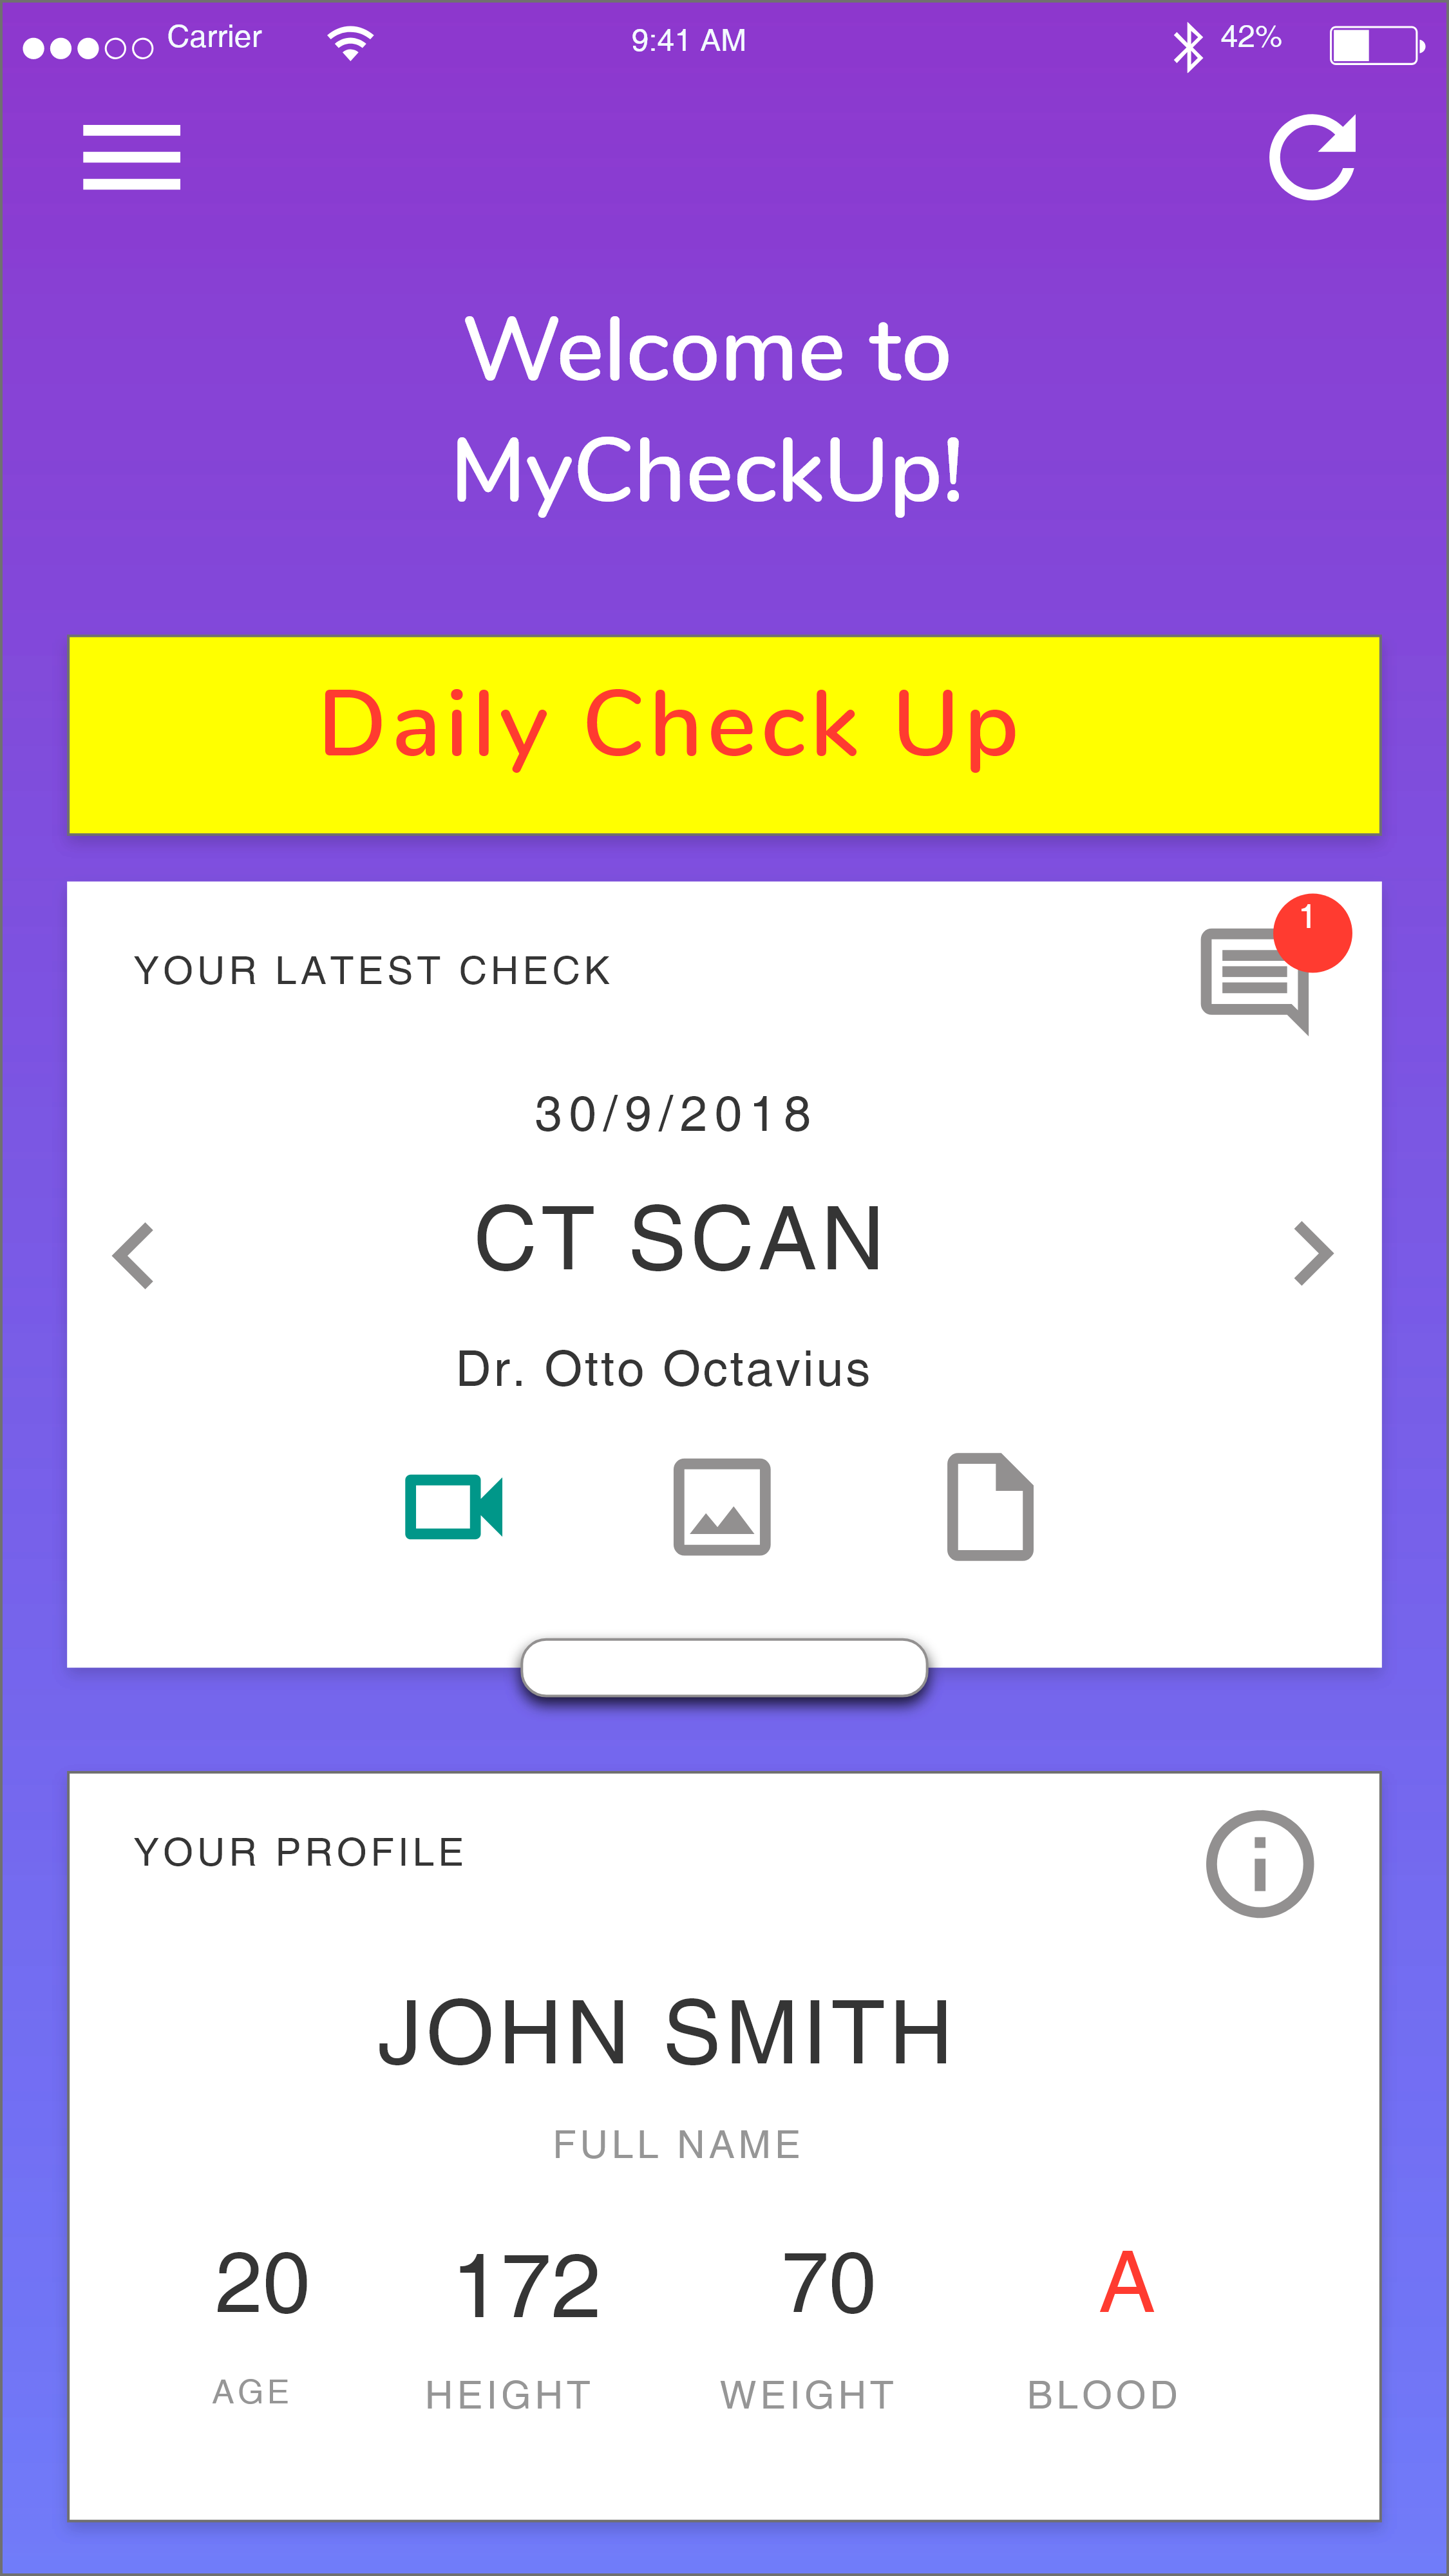 Carrier 9:41 AM 42%
Welcome to
MyCheckUp!
Daily Check Up
1
YOUR LATEST CHECK
30/9/2018
CT SCAN
Dr. Otto Octavius
YOUR PROFILE
JOHN SMITH
FULL NAME
20 172 70 A
AGE HEIGHT WEIGHT BLOOD